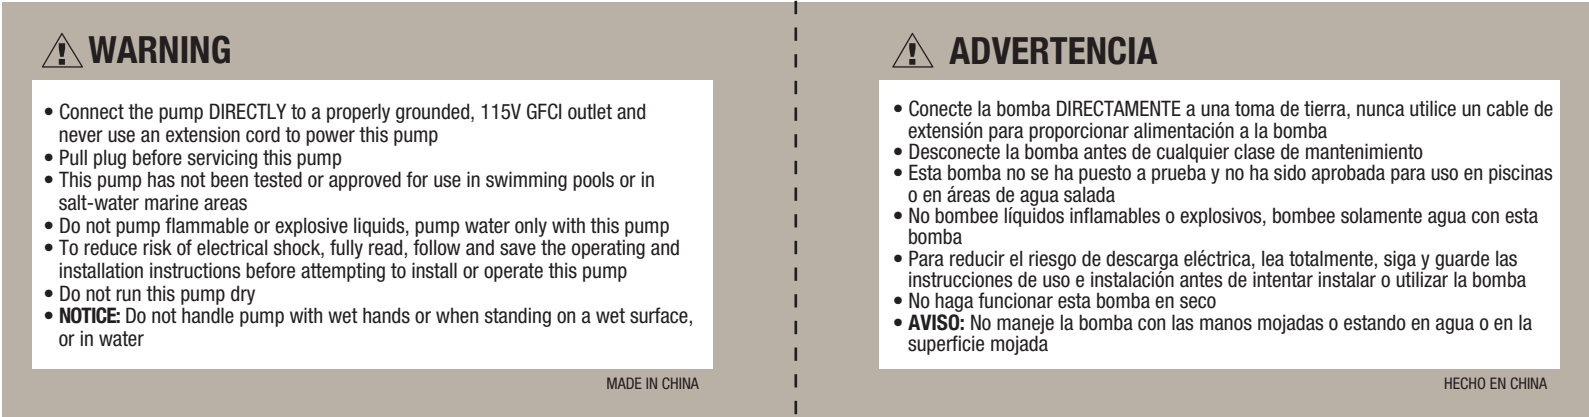 WARNING
• Connect the pump DIRECTLY to a properly grounded, 115V GFCI outlet and
never use an extension cord to power this pump
• Pull plug before servicing this pump
• This pump has not been tested or approved for use in swimming pools or in
salt-water marine areas
• Do not pump flammable or explosive liquids, pump water only with this pump
• To reduce risk of electrical shock, fully read, follow and save the operating and
installation instructions before attempting to install or operate this pump
• Do not run this pump dry
• NOTICE: Do not handle pump with wet hands or when standing on a wet surface,
or in water
MADE IN CHINA
ADVERTENCIA
• Conecte la bomba DIRECTAMENTE a una toma de tierra, nunca utilice un cable de
extensión para proporcionar alimentación a la bomba
• Desconecte la bomba antes de cualquier clase de mantenimiento
• Esta bomba no se ha puesto a prueba y no ha sido aprobada para uso en piscinas
o en áreas de agua salada
• No bombee líquidos inflamables o explosivos, bombee solamente agua con esta
bomba
• Para reducir el riesgo de descarga eléctrica, lea totalmente, siga y guarde las
instrucciones de uso e instalación antes de intentar instalar o utilizar la bomba
• No haga funcionar esta bomba en seco
• AVISO: No maneje la bomba con las manos mojadas o estando en agua o en la
superficie mojada
HECHO EN CHINA